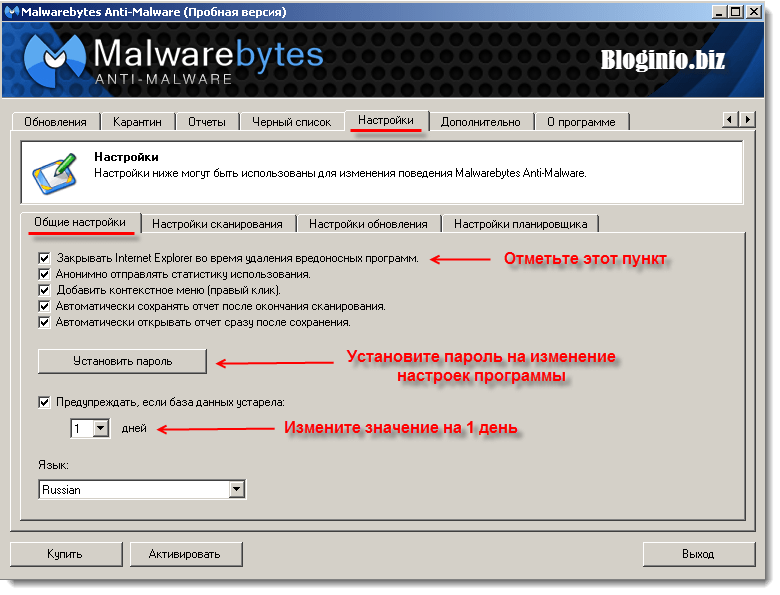 Malwarebytes Anti-Malware (Пробная версия)
Malwarebytes
ANTI-MALWARE
Bloginfo.biz
Обновления
Карантин
Отчеты
Черный список
Настройки
Дополнительно
О программе
Настройки
Настройки ниже могут быть использованы для изменения поведения Malwarebytes Anti-Malware.
Общие настройки
Настройки сканирования
Настройки обновления
Настройки планировщика
Закрывать Internet Explorer во время удаления вредоносных программ.
Отметьте этот пункт
Анонимно отправлять статистику использования.
Добавить контекстное меню (правый клик).
Автоматически сохранять отчет после окончания сканирования.
Автоматически открывать отчет сразу после сохранения.
Установить пароль
Установите пароль на изменение
настроек программы
Предупреждать, если база данных устарела:
1 дней
Измените значение на 1 день
Язык:
Russian
Купить
Активировать
Выход